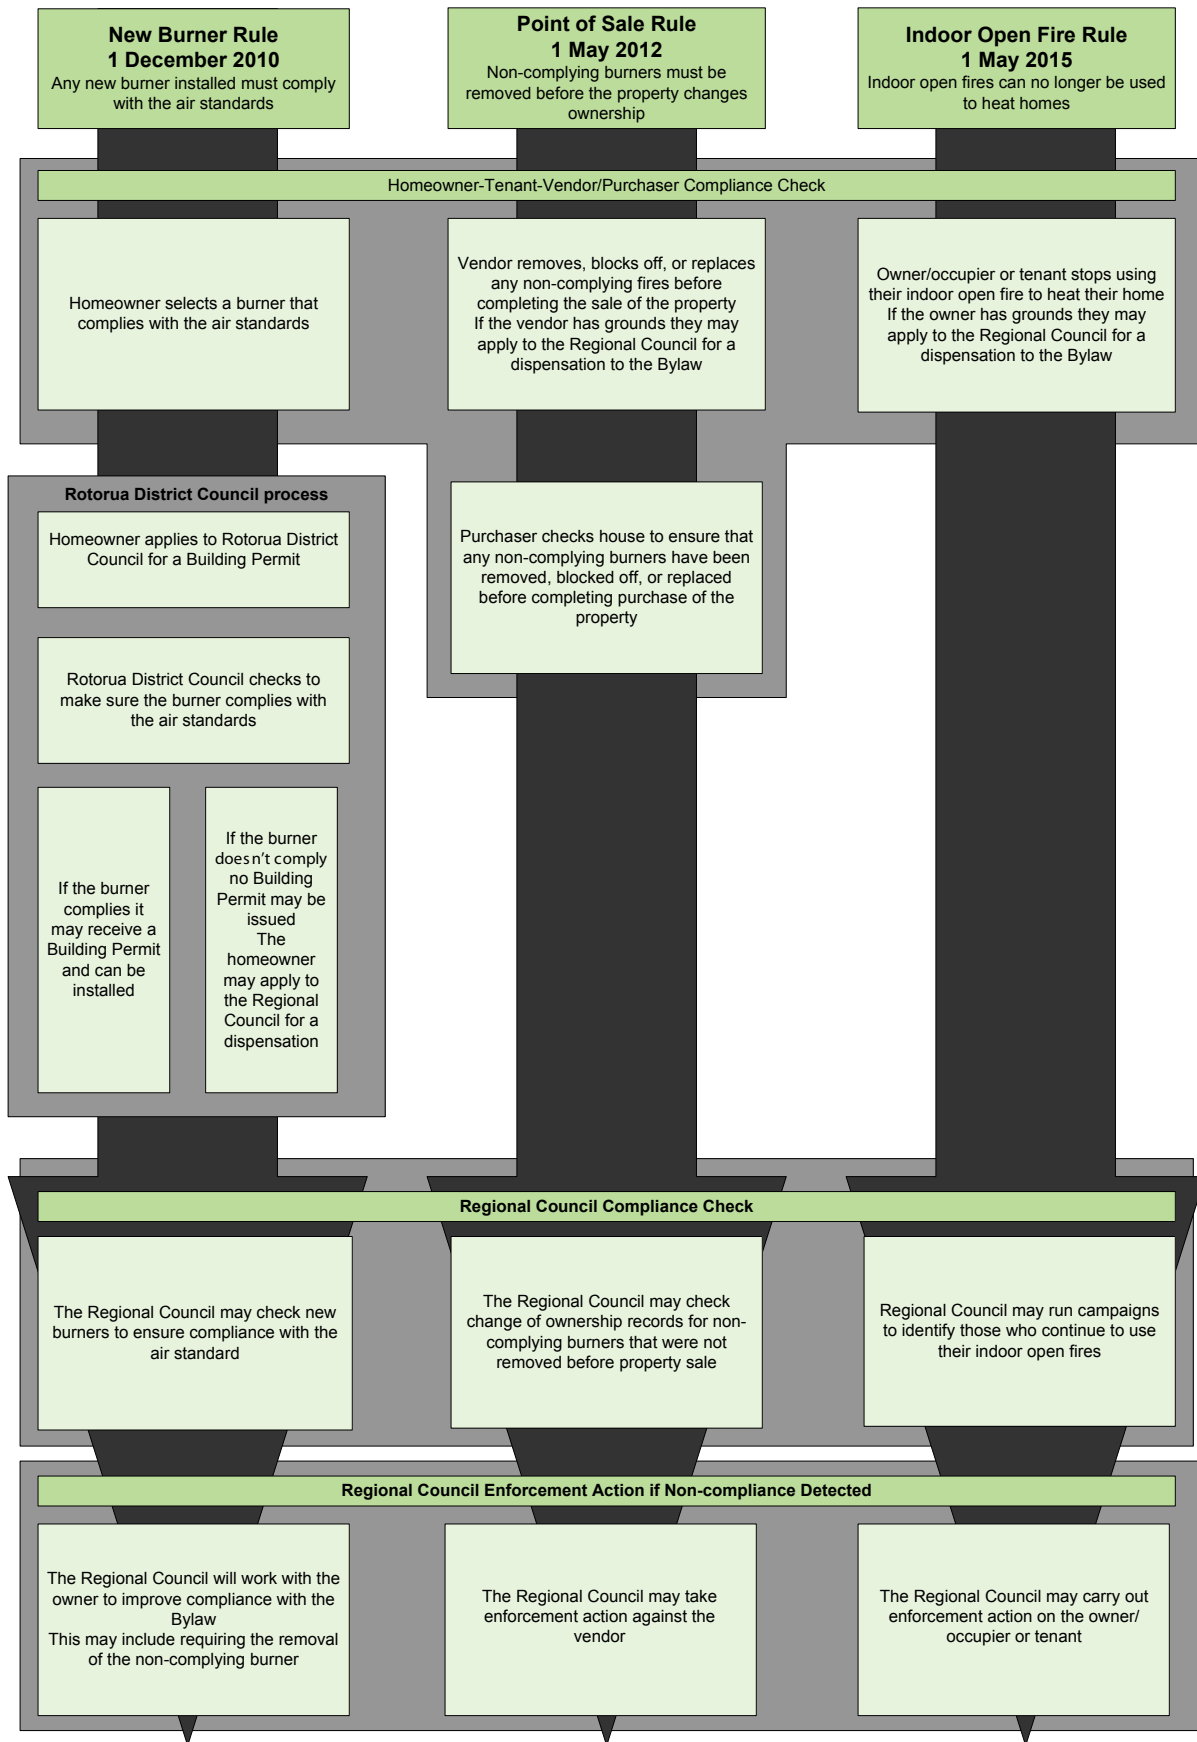 New Burner Rule
1 December 2010
Any new burner installed must comply
with the air standards
Point of Sale Rule
1 May 2012
Non-complying burners must be
removed before the property changes
ownership
Indoor Open Fire Rule
1 May 2015
Indoor open fires can no longer be used
to heat homes
Homeowner-Tenant-Vendor/Purchaser Compliance Check
Homeowner selects a burner that
complies with the air standards
Vendor removes, blocks off, or replaces
any non-complying fires before
completing the sale of the property
If the vendor has grounds they may
apply to the Regional Council for a
dispensation to the Bylaw
Owner/occupier or tenant stops using
their indoor open fire to heat their home
If the owner has grounds they may
apply to the Regional Council for a
dispensation to the Bylaw
Rotorua District Council process
Homeowner applies to Rotorua District
Council for a Building Permit
Purchaser checks house to ensure that
any non-complying burners have been
removed, blocked off, or replaced
before completing purchase of the
property
Rotorua District Council checks to
make sure the burner complies with
the air standards
If the burner
complies it
may receive a
Building Permit
and can be
installed
If the burner
doesn't comply
no Building
Permit may be
issued
The
homeowner
may apply to
the Regional
Council for a
dispensation
Regional Council Compliance Check
The Regional Council may check new
burners to ensure compliance with the
air standard
The Regional Council may check
change of ownership records for non-
complying burners that were not
removed before property sale
Regional Council may run campaigns
to identify those who continue to use
their indoor open fires
Regional Council Enforcement Action if Non-compliance Detected
The Regional Council will work with the
owner to improve compliance with the
Bylaw
This may include requiring the removal
of the non-complying burner
The Regional Council may take
enforcement action against the
vendor
The Regional Council may carry out
enforcement action on the owner/
occupier or tenant